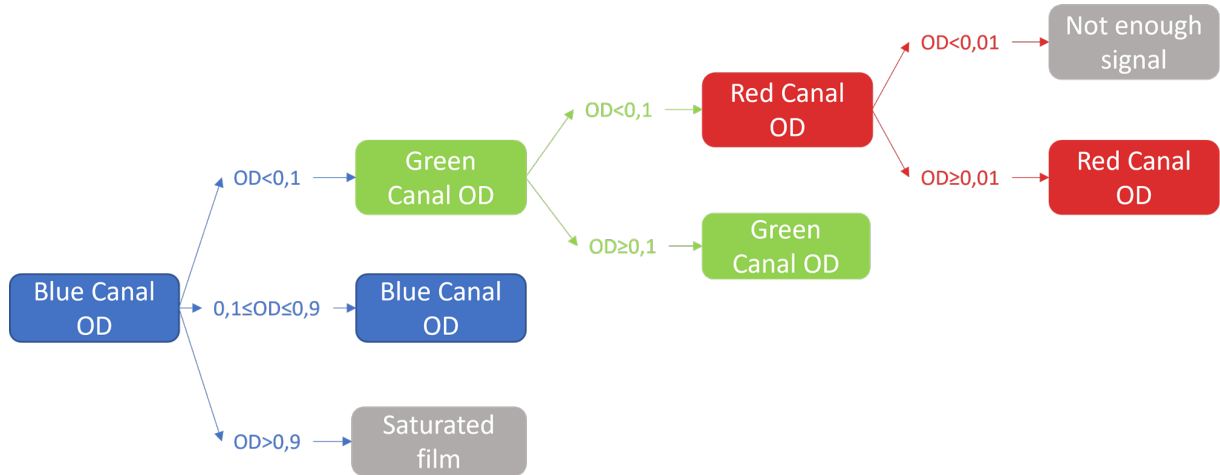 Not enough
signal
OD<0,01
Red Canal
OD
OD<0,1
Green
Canal OD
OD<0,1
Red Canal
OD
OD≥0,01
Green
Canal OD
OD≥0,1
Blue Canal
OD
0,1≤OD≤0,9
Blue Canal
OD
Saturated
film
OD>0,9